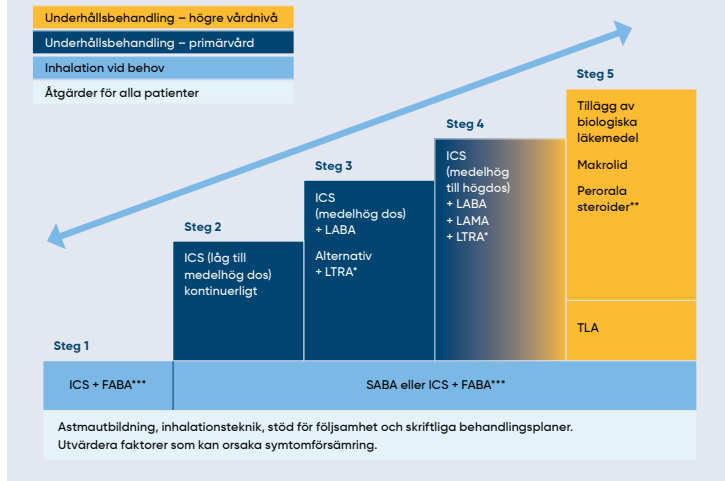 Underhållsbehandling – högre vårdnivå
Underhållsbehandling – primärvård
Inhalation vid behov
Åtgärder för alla patienter
Steg 1
ICS + FABA***
Steg 2
ICS (låg till
medelhög dos)
kontinuerligt
Steg 3
ICS
(medelhög dos)
+ LABA
Alternativ
+ LTRA*
Steg 4
ICS
(medelhög
till högdos)
+ LABA
+ LAMA
+ LTRA*
Steg 5
Tillägg av
biologiska
läkemedel
Makrolid
Perorala
steroider**
TLA
SABA eller ICS + FABA***
Astmautbildning, inhalationsteknik, stöd för följsamhet och skriftliga behandlingsplaner.
Utvärdera faktorer som kan orsaka symtomförsämring.